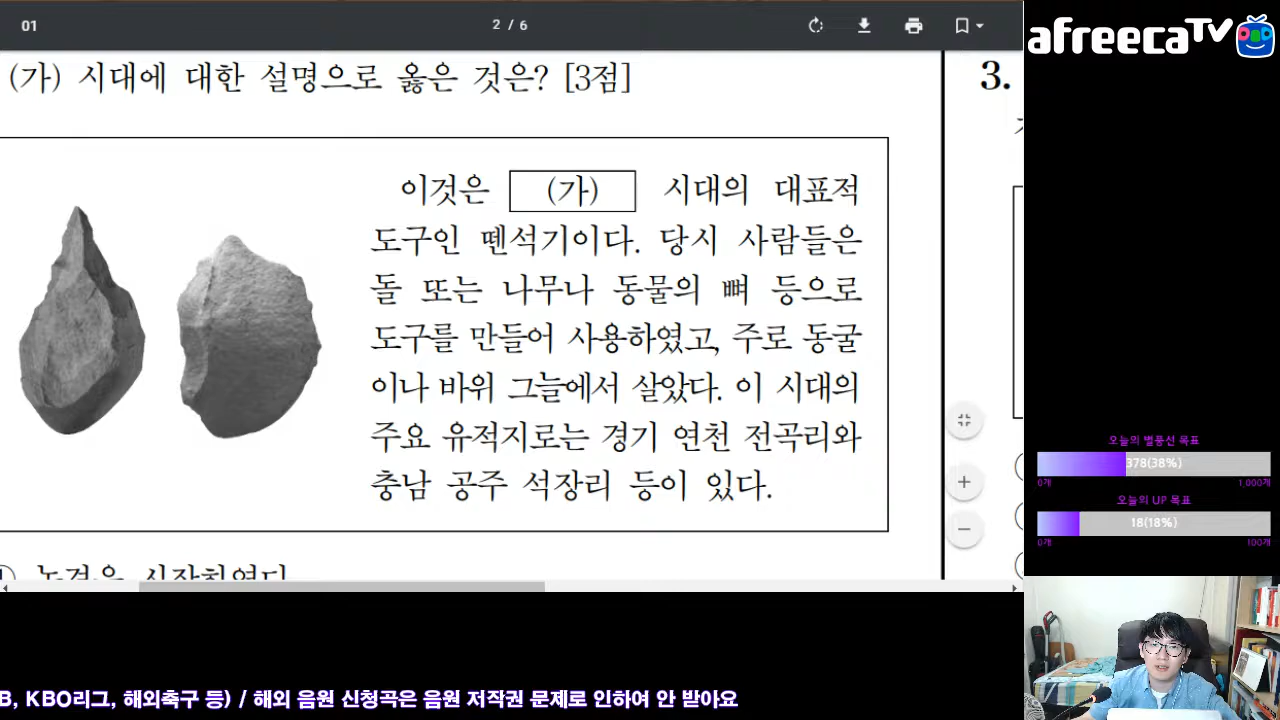 01
2 / 6
(가) 시대에 대한 설명으로 옳은 것은? [3점]
이것은 (가) 시대의 대표적
도구인 뗀석기이다. 당시 사람들은
돌 또는 나무나 동물의 뼈 등으로
도구를 만들어 사용하였고, 주로 동굴
이나 바위 그늘에서 살았다. 이 시대의
주요 유적지로는 경기 연천 전곡리와
충남 공주 석장리 등이 있다.
3.
afreecaTV
오늘의 별풍선 목표
378(38%)
0개
1,000개
오늘의 UP 목표
18(18%)
0개
100개
B, KBO리그, 해외축구 등) / 해외 음원 신청곡은 음원 저작권 문제로 인하여 안 받아요